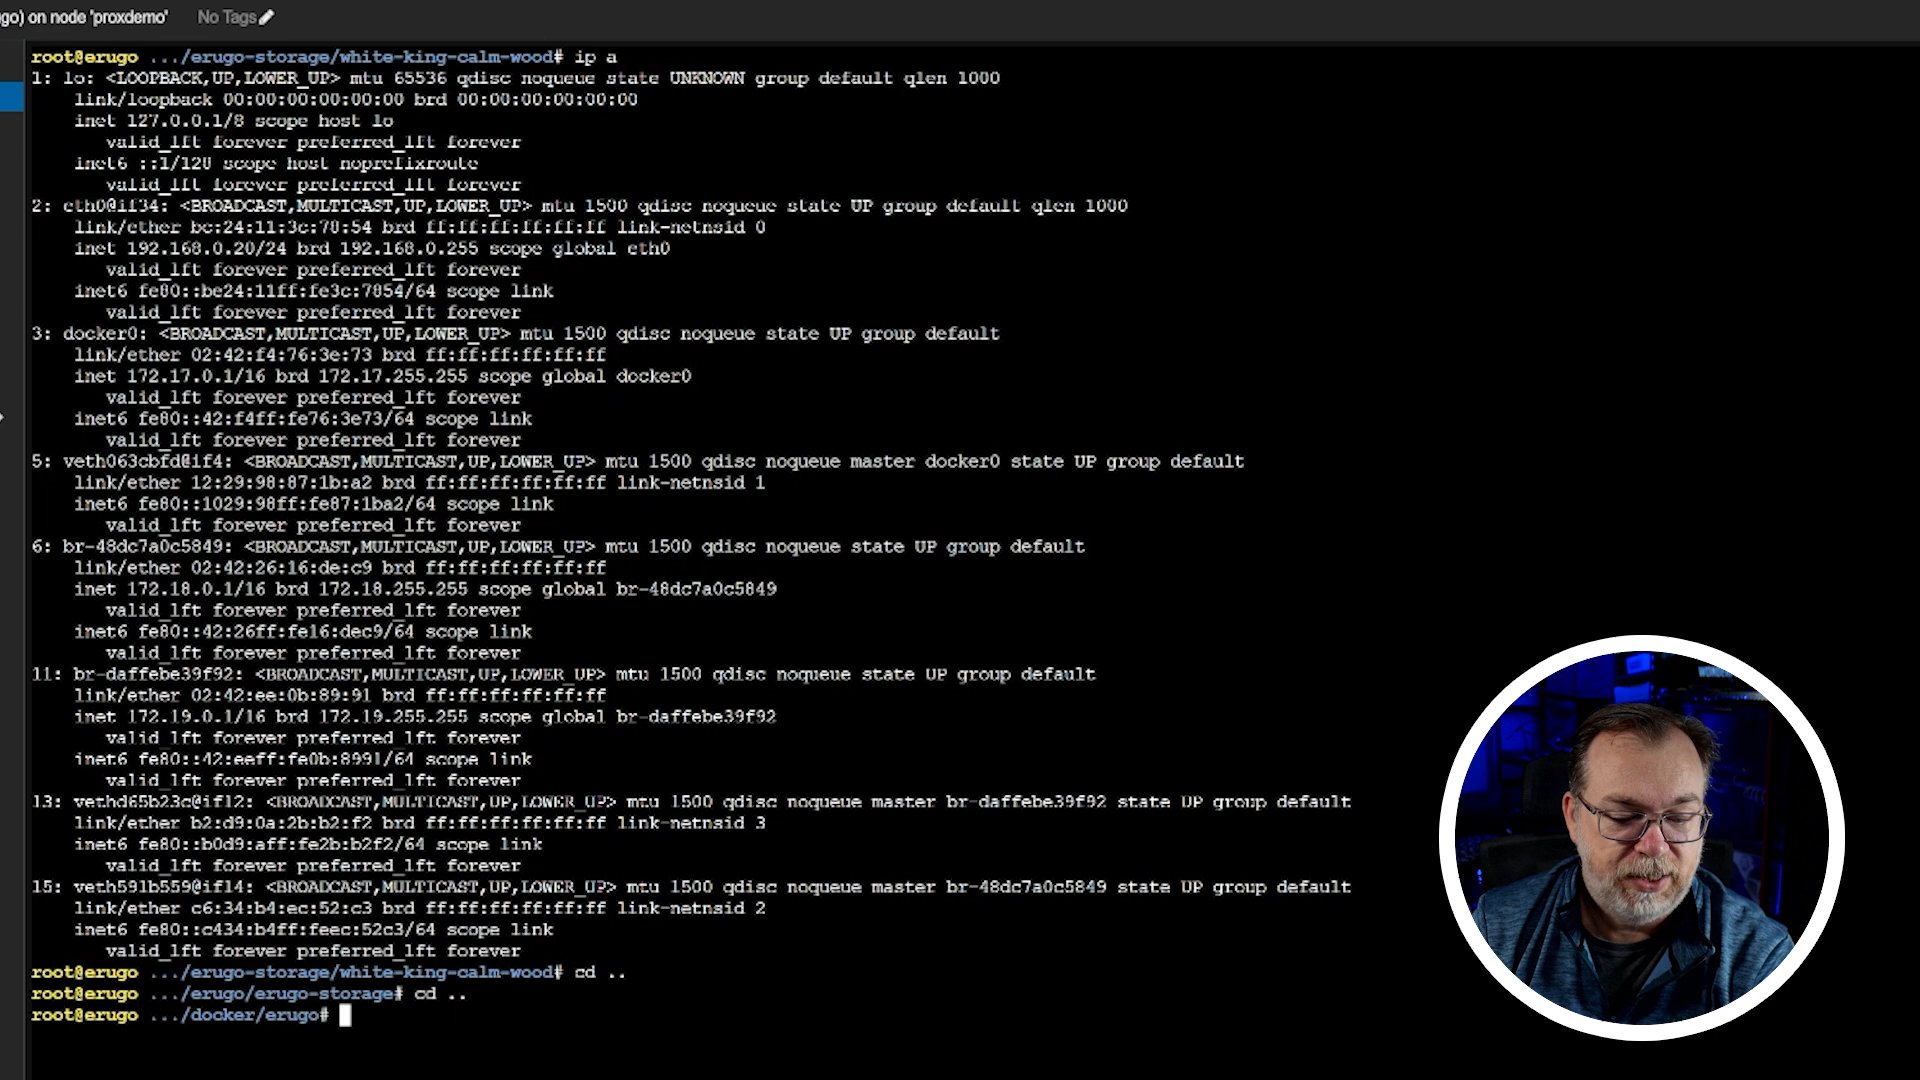 ugo) on node 'proxdemo' No Tags
root@erugo .../erugo-storage/white-king-calm-wood# ip a
1: lo: <LOOPBACK,UP,LOWER_UP> mtu 65536 qdisc noqueue state UNKNOWN group default qlen 1000
link/loopback 00:00:00:00:00:00 brd 00:00:00:00:00:00
inet 127.0.0.1/8 scope host lo
valid_lft forever preferred_lft forever
inet6 ::1/128 scope host noprefixroute
valid_lft forever preferred_lft forever
2: eth0@if34: <BROADCAST,MULTICAST,UP,LOWER_UP> mtu 1500 qdisc noqueue state UP group default qlen 1000
link/ether bc:24:11:3c:78:54 brd ff:ff:ff:ff:ff:ff link-netnsid 0
inet 192.168.0.20/24 brd 192.168.0.255 scope global eth0
valid_lft forever preferred_lft forever
inet6 fe80::be24:11ff:fe3c:7854/64 scope link
valid_lft forever preferred_lft forever
3: docker0: <BROADCAST,MULTICAST,UP,LOWER_UP> mtu 1500 qdisc noqueue state UP group default
link/ether 02:42:f4:76:3e:73 brd ff:ff:ff:ff:ff:ff
inet 172.17.0.1/16 brd 172.17.255.255 scope global docker0
valid_lft forever preferred_lft forever
inet6 fe80::42:f4ff:fe76:3e73/64 scope link
valid_lft forever preferred_lft forever
5: veth063cbfd@if4: <BROADCAST,MULTICAST,UP,LOWER_UP> mtu 1500 qdisc noqueue master docker0 state UP group default
link/ether 12:29:98:87:1b:a2 brd ff:ff:ff:ff:ff:ff link-netnsid 1
inet6 fe80::1029:98ff:fe87:1ba2/64 scope link
valid_lft forever preferred_lft forever
6: br-48dc7a0c5849: <BROADCAST,MULTICAST,UP,LOWER_UP> mtu 1500 qdisc noqueue state UP group default
link/ether 02:42:26:16:de:c9 brd ff:ff:ff:ff:ff:ff
inet 172.18.0.1/16 brd 172.18.255.255 scope global br-48dc7a0c5849
valid_lft forever preferred_lft forever
inet6 fe80::42:26ff:fe16:dec9/64 scope link
valid_lft forever preferred_lft forever
11: br-daffebe39f92: <BROADCAST,MULTICAST,UP,LOWER_UP> mtu 1500 qdisc noqueue state UP group default
link/ether 02:42:ee:0b:89:91 brd ff:ff:ff:ff:ff:ff
inet 172.19.0.1/16 brd 172.19.255.255 scope global br-daffebe39f92
valid_lft forever preferred_lft forever
inet6 fe80::42:eeff:fe0b:8991/64 scope link
valid_lft forever preferred_lft forever
13: vethd65b23c@if12: <BROADCAST,MULTICAST,UP,LOWER_UP> mtu 1500 qdisc noqueue master br-daffebe39f92 state UP group default
link/ether b2:d9:0a:2b:b2:f2 brd ff:ff:ff:ff:ff:ff link-netnsid 3
inet6 fe80::b0d9:aff:fe2b:b2f2/64 scope link
valid_lft forever preferred_lft forever
15: veth591b559@if14: <BROADCAST,MULTICAST,UP,LOWER_UP> mtu 1500 qdisc noqueue master br-48dc7a0c5849 state UP group default
link/ether c6:34:b4:ec:52:c3 brd ff:ff:ff:ff:ff:ff link-netnsid 2
inet6 fe80::c434:b4ff:feec:52c3/64 scope link
valid_lft forever preferred_lft forever
root@erugo .../erugo-storage/white-king-calm-wood# cd ..
root@erugo .../erugo/erugo-storage# cd ..
root@erugo .../docker/erugo#